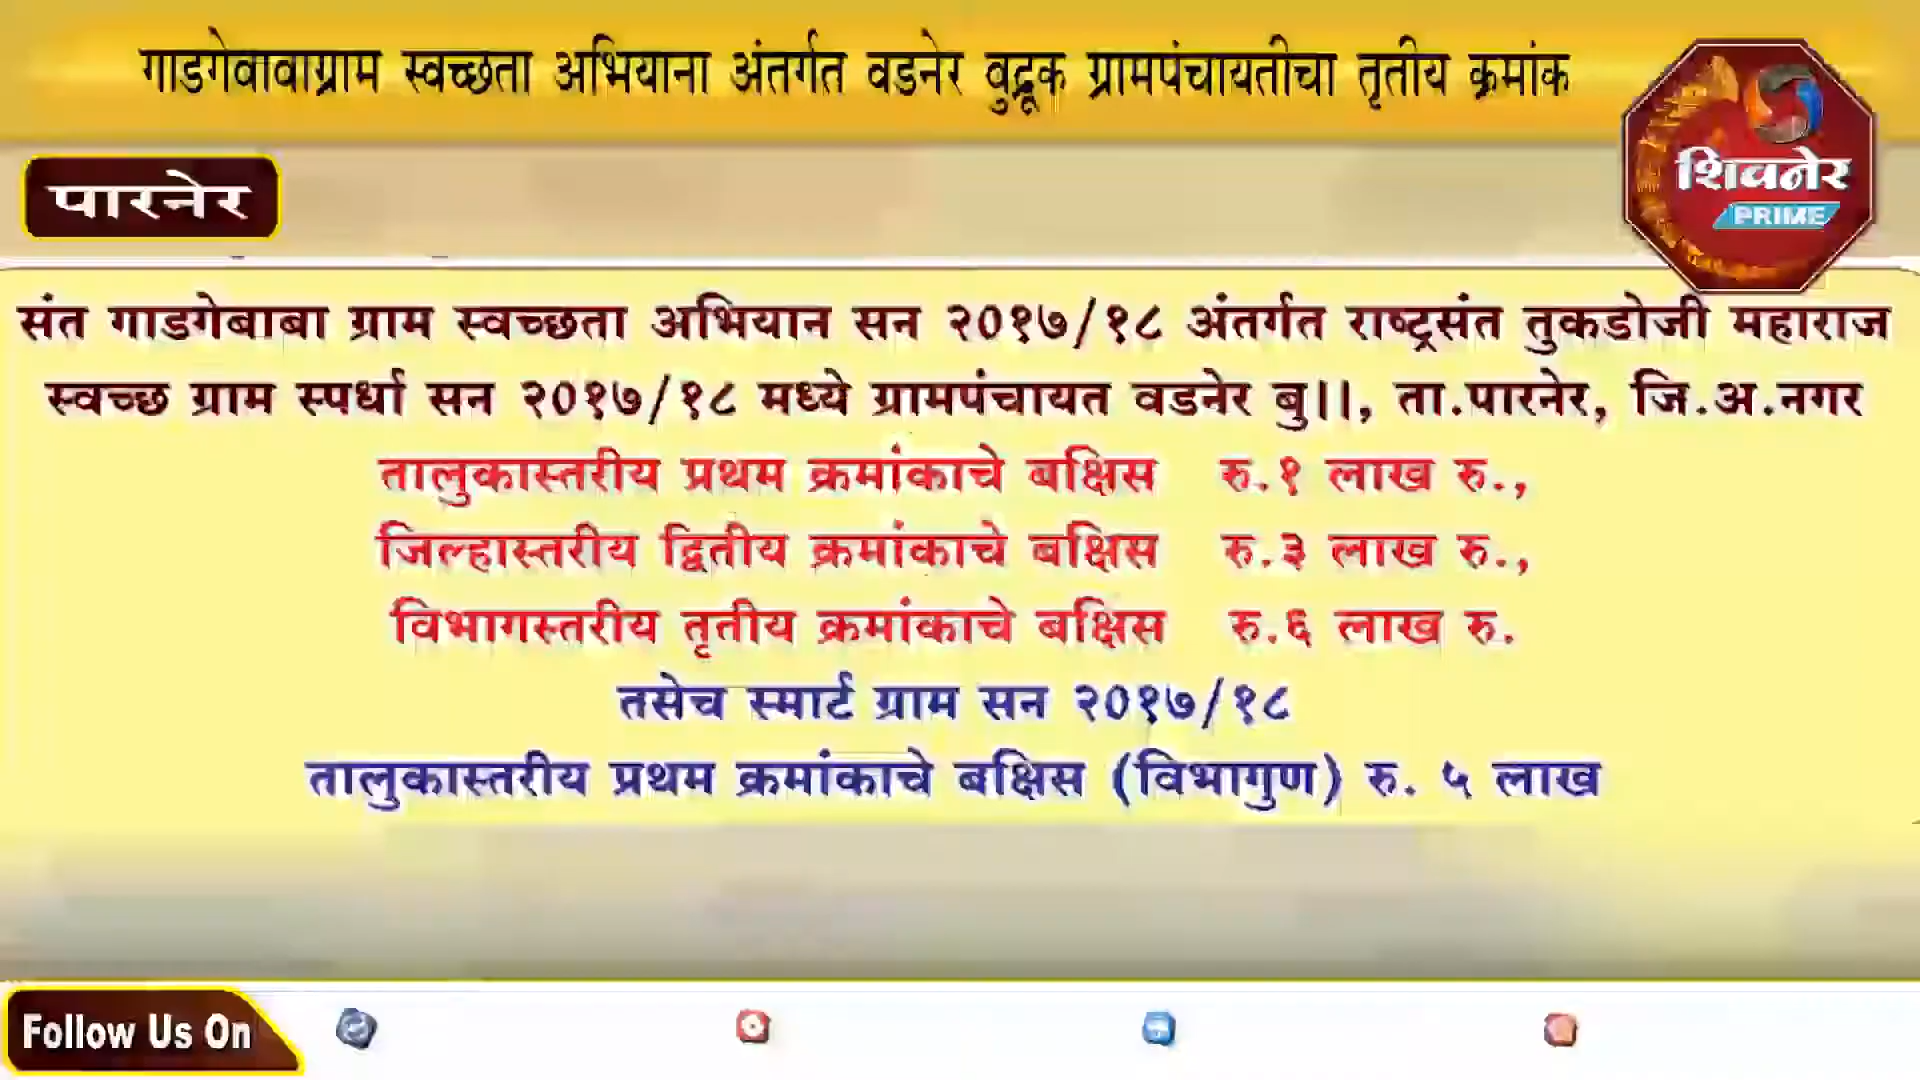 गाडगेबाबाग्राम स्वच्छता अभियाना अंतर्गत वडनेर बुद्रूक ग्रामपंचायतीचा तृतीय क्रमांक
शिवनेर
PRIME
पारनेर
संत गाडगेबाबा ग्राम स्वच्छता अभियान सन २०१७/१८ अंतर्गत राष्ट्रसंत तुकडोजी महाराज
स्वच्छ ग्राम स्पर्धा सन २०१७/१८ मध्ये ग्रामपंचायत वडनेर बु||, ता.पारनेर, जि.अ.नगर
तालुकास्तरीय प्रथम क्रमांकाचे बक्षिस रु.१ लाख रु.,
जिल्हास्तरीय द्वितीय क्रमांकाचे बक्षिस रु.३ लाख रु.,
विभागस्तरीय तृतीय क्रमांकाचे बक्षिस रु.६ लाख रु.
तसेच स्मार्ट ग्राम सन २०१७/१८
तालुकास्तरीय प्रथम क्रमांकाचे बक्षिस (विभागुण) रु. ५ लाख
Follow Us On